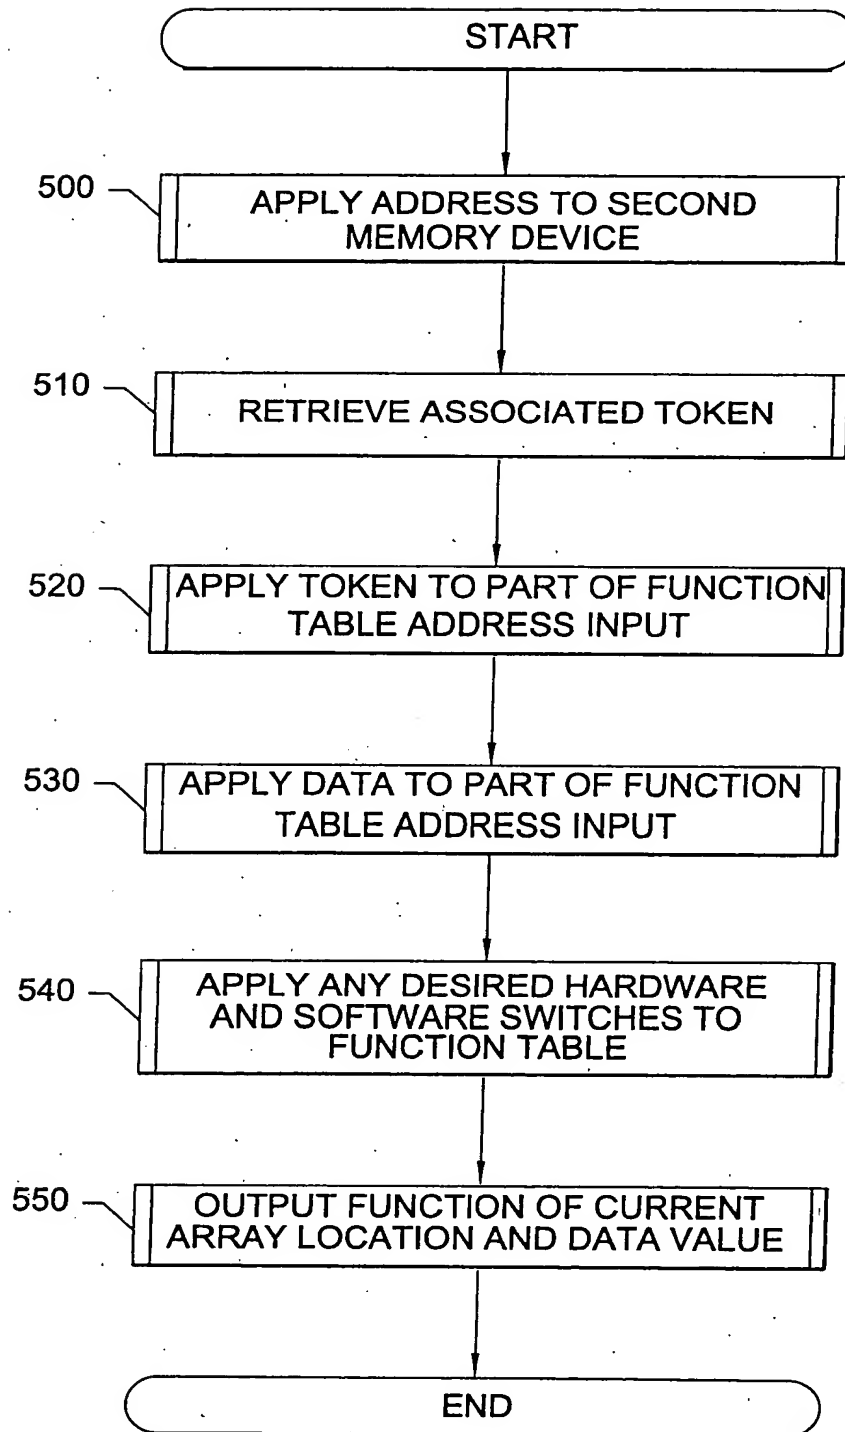 START
500
APPLY ADDRESS TO SECOND
MEMORY DEVICE
510
RETRIEVE ASSOCIATED TOKEN
520
APPLY TOKEN TO PART OF FUNCTION
TABLE ADDRESS INPUT
530
APPLY DATA TO PART OF FUNCTION
TABLE ADDRESS INPUT
540
APPLY ANY DESIRED HARDWARE
AND SOFTWARE SWITCHES TO
FUNCTION TABLE
550
OUTPUT FUNCTION OF CURRENT
ARRAY LOCATION AND DATA VALUE
END